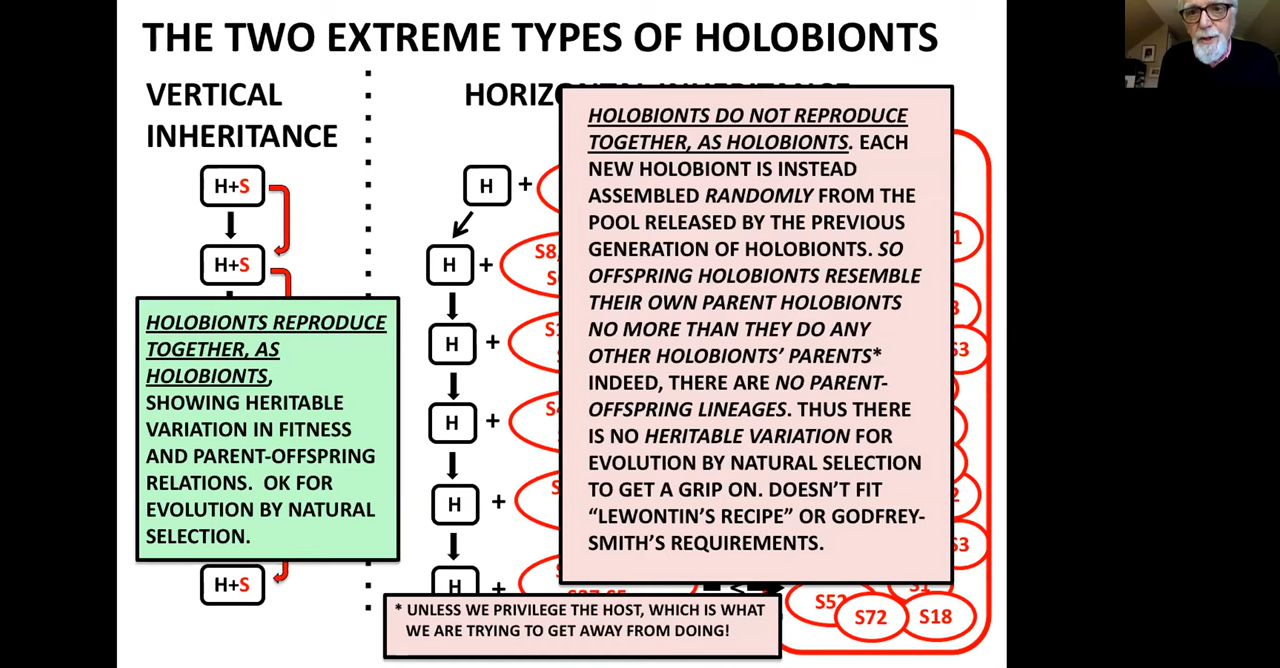 THE TWO EXTREME TYPES OF HOLOBIONTS
VERTICAL
INHERITANCE
H+S
H+S
HOLOBIONTS REPRODUCE
TOGETHER, AS
HOLOBIONTS,
SHOWING HERITABLE
VARIATION IN FITNESS
AND PARENT-OFFSPRING
RELATIONS. OK FOR
EVOLUTION BY NATURAL
SELECTION.
H+S
H +
H +
S8,
H +
H +
H +
H +
HOLOBIONTS DO NOT REPRODUCE
TOGETHER, AS HOLOBIONTS. EACH
NEW HOLOBIONT IS INSTEAD
ASSEMBLED RANDOMLY FROM THE
POOL RELEASED BY THE PREVIOUS
GENERATION OF HOLOBIONTS. SO
OFFSPRING HOLOBIONTS RESEMBLE
THEIR OWN PARENT HOLOBIONTS
NO MORE THAN THEY DO ANY
OTHER HOLOBIONTS' PARENTS*
INDEED, THERE ARE NO PARENT-
OFFSPRING LINEAGES. THUS THERE
IS NO HERITABLE VARIATION FOR
EVOLUTION BY NATURAL SELECTION
TO GET A GRIP ON. DOESN'T FIT
“LEWONTIN'S RECIPE” OR GODFREY-
SMITH'S REQUIREMENTS.
S3
S3
S72
S18
* UNLESS WE PRIVILEGE THE HOST, WHICH IS WHAT
WE ARE TRYING TO GET AWAY FROM DOING!